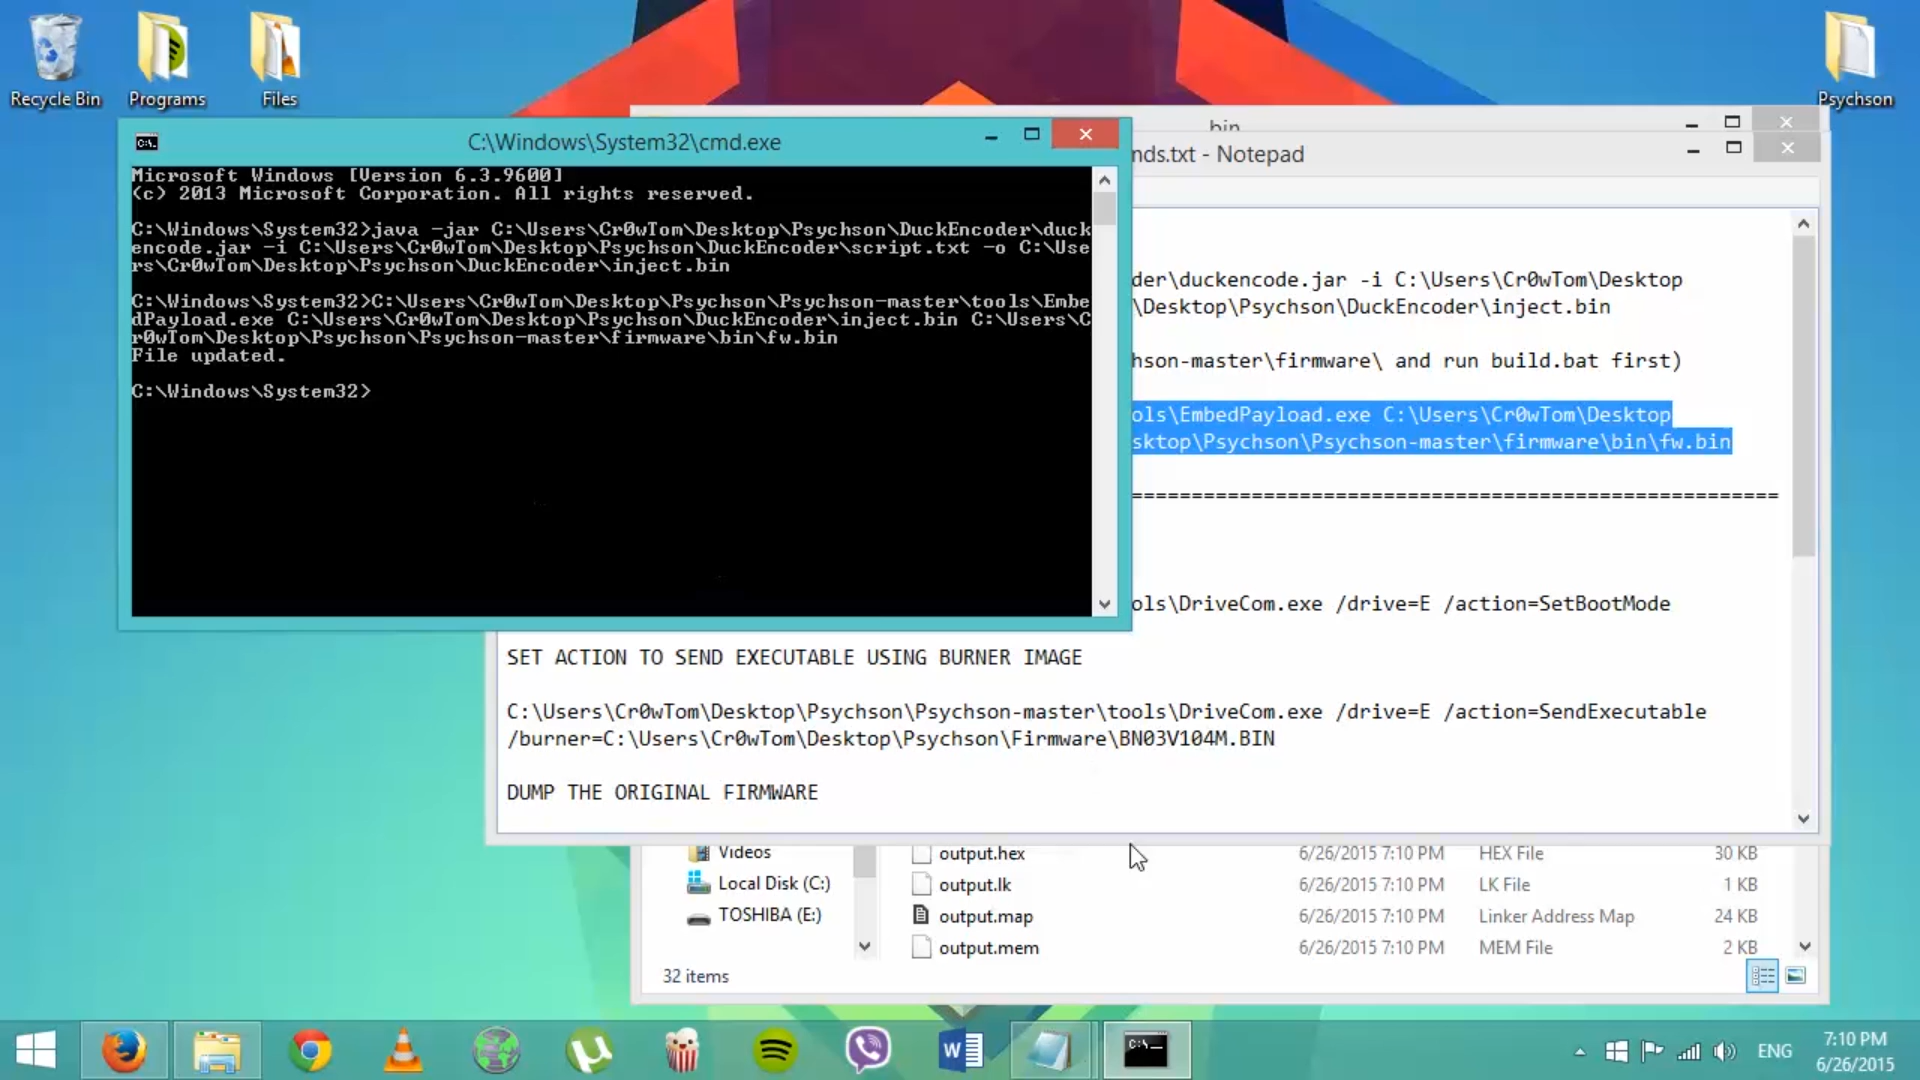 Recycle Bin
Programs
Files
Psychson
bin
C:\Windows\System32\cmd.exe
nds.txt - Notepad
Microsoft Windows [Version 6.3.9600]
(c) 2013 Microsoft Corporation. All rights reserved.
C:\Windows\System32>java -jar C:\Users\Cr0wTom\Desktop\Psychson\DuckEncoder\duck
encode.jar -i C:\Users\Cr0wTom\Desktop\Psychson\DuckEncoder\script.txt -o C:\Use
rs\Cr0wTom\Desktop\Psychson\DuckEncoder\inject.bin
C:\Windows\System32>C:\Users\Cr0wTom\Desktop\Psychson\Psychson-master\tools\Embe
dPayload.exe C:\Users\Cr0wTom\Desktop\Psychson\DuckEncoder\inject.bin C:\Users\C
r0wTom\Desktop\Psychson\Psychson-master\firmware\bin\fw.bin
File updated.
C:\Windows\System32>
der\duckencode.jar -i C:\Users\Cr0wTom\Desktop
\Desktop\Psychson\DuckEncoder\inject.bin
hson-master\firmware\ and run build.bat first)
ols\EmbedPayload.exe C:\Users\Cr0wTom\Desktop
sktop\Psychson\Psychson-master\firmware\bin\fw.bin
======================================================
ols\DriveCom.exe /drive=E /action=SetBootMode
SET ACTION TO SEND EXECUTABLE USING BURNER IMAGE
C:\Users\Cr0wTom\Desktop\Psychson\Psychson-master\tools\DriveCom.exe /drive=E /action=SendExecutable
/burner=C:\Users\Cr0wTom\Desktop\Psychson\Firmware\BN03V104M.BIN
DUMP THE ORIGINAL FIRMWARE
Videos
Local Disk (C:)
TOSHIBA (E:)
output.hex 6/26/2015 7:10 PM HEX File 30 KB
output.lk 6/26/2015 7:10 PM LK File 1 KB
output.map 6/26/2015 7:10 PM Linker Address Map 24 KB
output.mem 6/26/2015 7:10 PM MEM File 2 KB
32 items
ENG
7:10 PM
6/26/2015